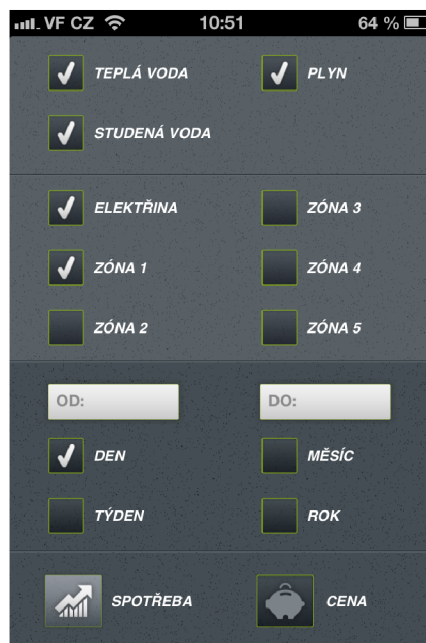 VF CZ 10:51 64 %
TEPLÁ VODA PLYN
STUDENÁ VODA
ELEKTŘINA ZÓNA 3
ZÓNA 1 ZÓNA 4
ZÓNA 2 ZÓNA 5
OD: DO:
DEN MĚSÍC
TÝDEN ROK
SPOTŘEBA CENA